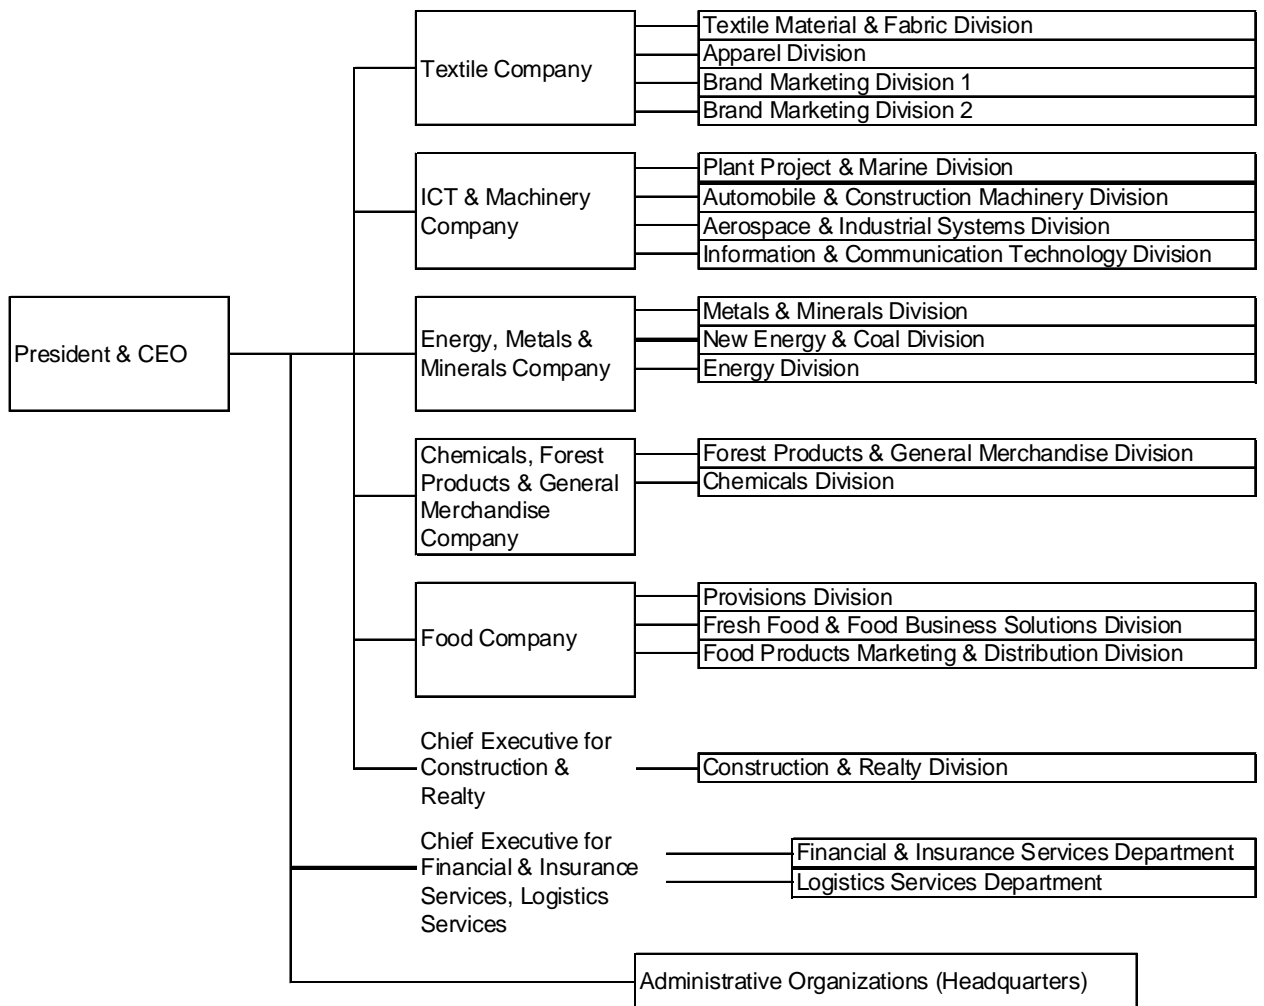 Textile Company
Textile Material & Fabric Division
Apparel Division
Brand Marketing Division 1
Brand Marketing Division 2
ICT & Machinery
Company
Plant Project & Marine Division
Automobile & Construction Machinery Division
Aerospace & Industrial Systems Division
Information & Communication Technology Division
President & CEO
Energy, Metals &
Minerals Company
Metals & Minerals Division
New Energy & Coal Division
Energy Division
Chemicals, Forest
Products & General
Merchandise
Company
Forest Products & General Merchandise Division
Chemicals Division
Food Company
Provisions Division
Fresh Food & Food Business Solutions Division
Food Products Marketing & Distribution Division
Chief Executive for
Construction &
Realty
Construction & Realty Division
Chief Executive for
Financial & Insurance
Services, Logistics
Services
Financial & Insurance Services Department
Logistics Services Department
Administrative Organizations (Headquarters)